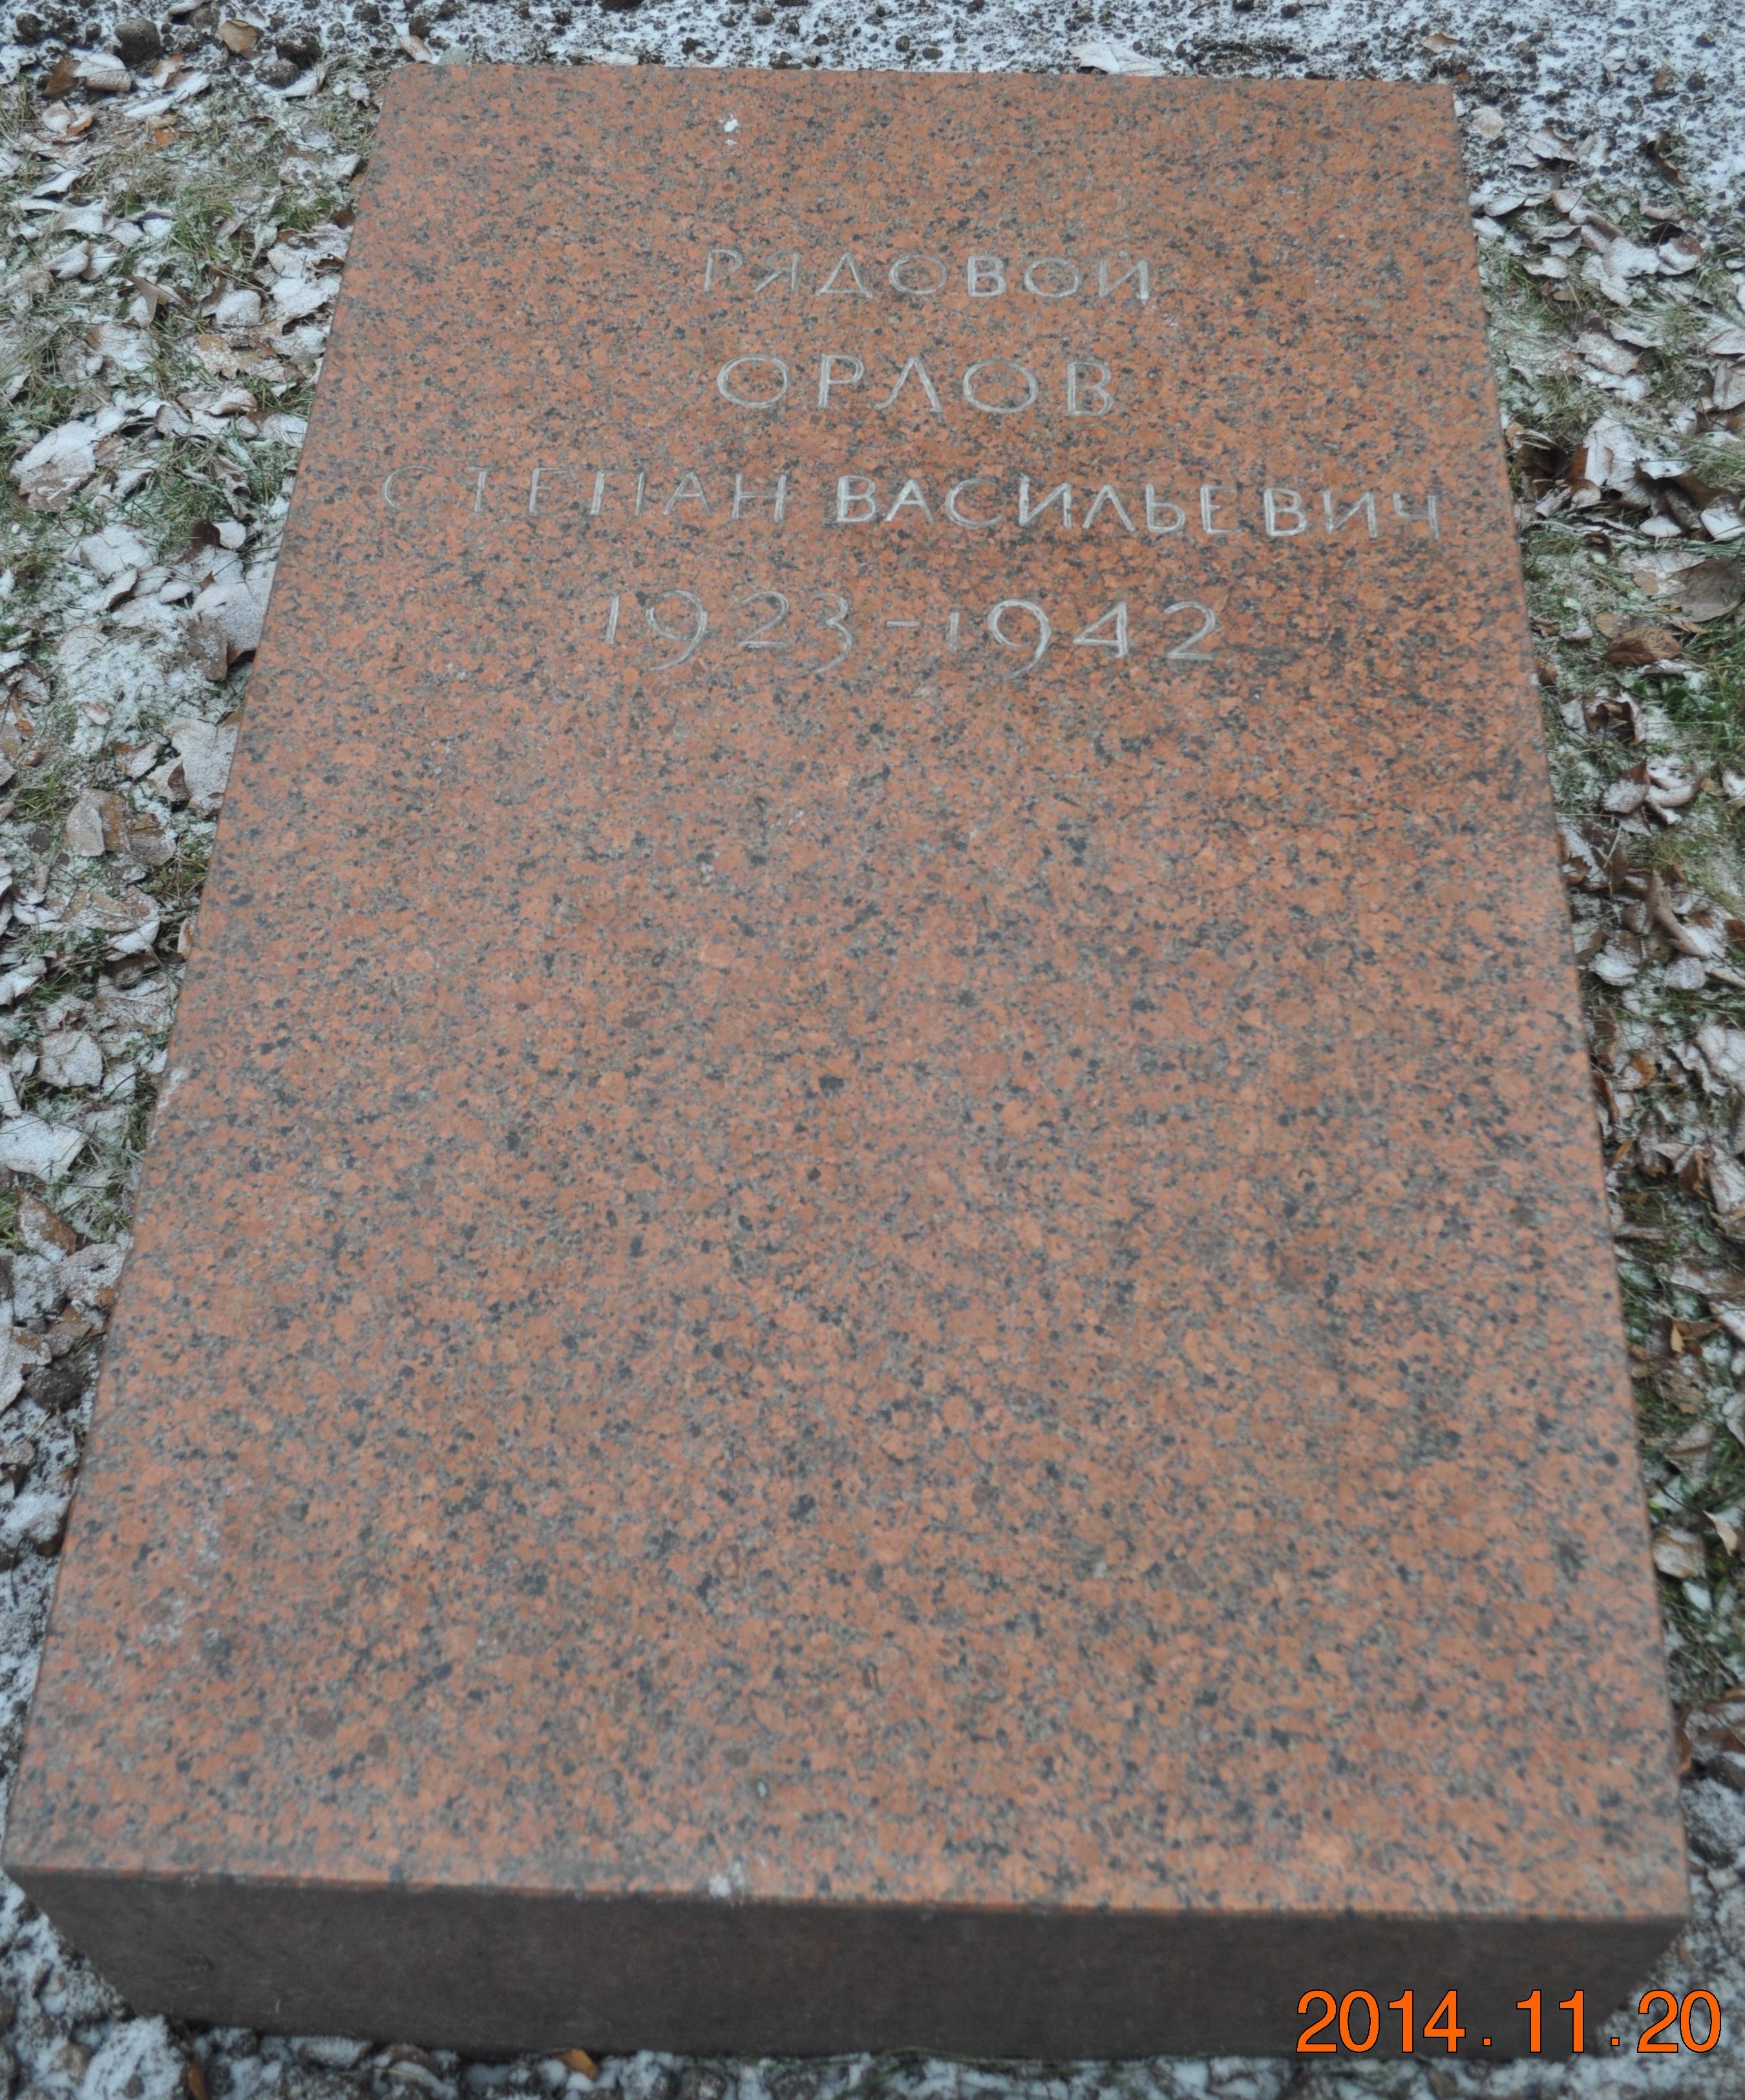 РЯДОВОЙ
ОРЛОВ
СТЕПАН ВАСИЛЬЕВИЧ
1923-1942
2014.11.20